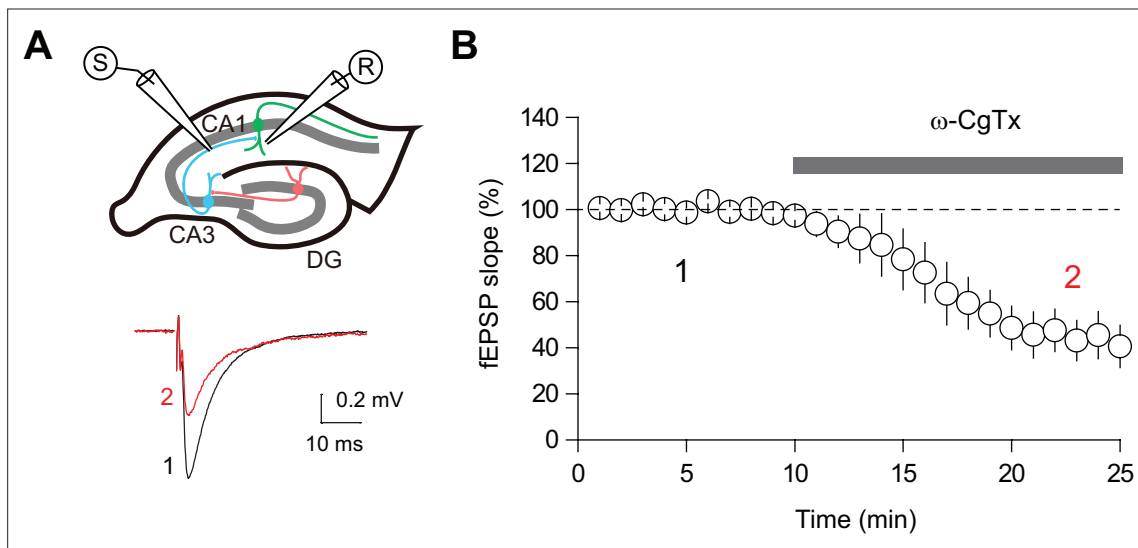 A
S
R
CA1
CA3
DG
2
1
0.2 mV
10 ms
B
ω-CgTx
fEPSP slope (%)
140
120
100
80
60
40
20
0
1
2
0 5 10 15 20 25
Time (min)